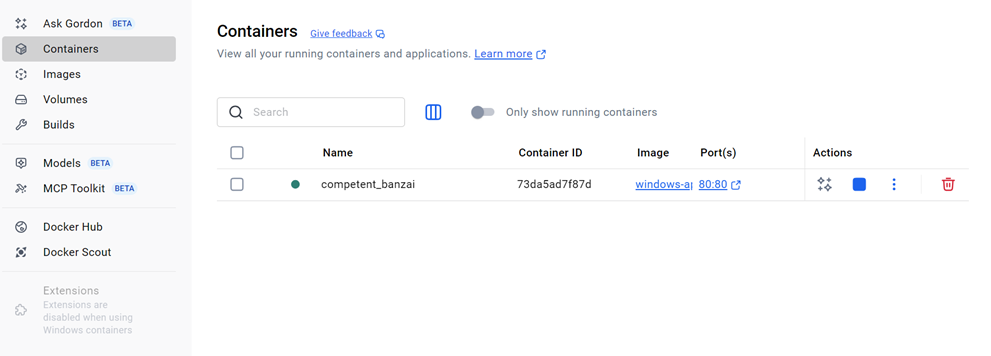 Ask Gordon BETA
Containers
Images
Volumes
Builds
Models BETA
MCP Toolkit BETA
Docker Hub
Docker Scout
Extensions
Extensions are
disabled when using
Windows containers
Containers Give feedback
View all your running containers and applications. Learn more
Search
Only show running containers
Name Container ID Image Port(s) Actions
competent_banzai 73da5ad7f87d windows-ap 80:80